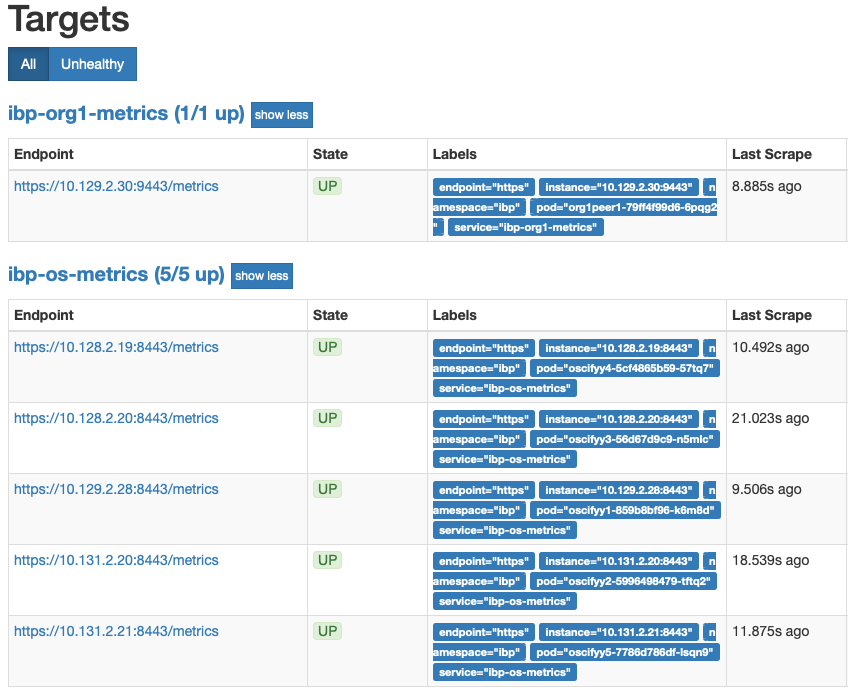 Targets
All Unhealthy
ibp-org1-metrics (1/1 up) show less
Endpoint State Labels Last Scrape
https://10.129.2.30:9443/metrics UP endpoint="https" instance="10.129.2.30:9443" n 8.885s ago
amespace="ibp" pod="org1peer1-79ff4f99d6-6pqg2
" service="ibp-org1-metrics"
ibp-os-metrics (5/5 up) show less
Endpoint State Labels Last Scrape
https://10.128.2.19:8443/metrics UP endpoint="https" instance="10.128.2.19:8443" n 10.492s ago
amespace="ibp" pod="oscifyy4-5cf4865b59-57tq7"
service="ibp-os-metrics"
https://10.128.2.20:8443/metrics UP endpoint="https" instance="10.128.2.20:8443" n 21.023s ago
amespace="ibp" pod="oscifyy3-56d67d9c9-n5mlc"
service="ibp-os-metrics"
https://10.129.2.28:8443/metrics UP endpoint="https" instance="10.129.2.28:8443" n 9.506s ago
amespace="ibp" pod="oscifyy1-859b8bf96-k6m8d"
service="ibp-os-metrics"
https://10.131.2.20:8443/metrics UP endpoint="https" instance="10.131.2.20:8443" n 18.539s ago
amespace="ibp" pod="oscifyy2-5996498479-tftq2"
service="ibp-os-metrics"
https://10.131.2.21:8443/metrics UP endpoint="https" instance="10.131.2.21:8443" n 11.875s ago
amespace="ibp" pod="oscifyy5-7786d786df-lsqn9"
service="ibp-os-metrics"